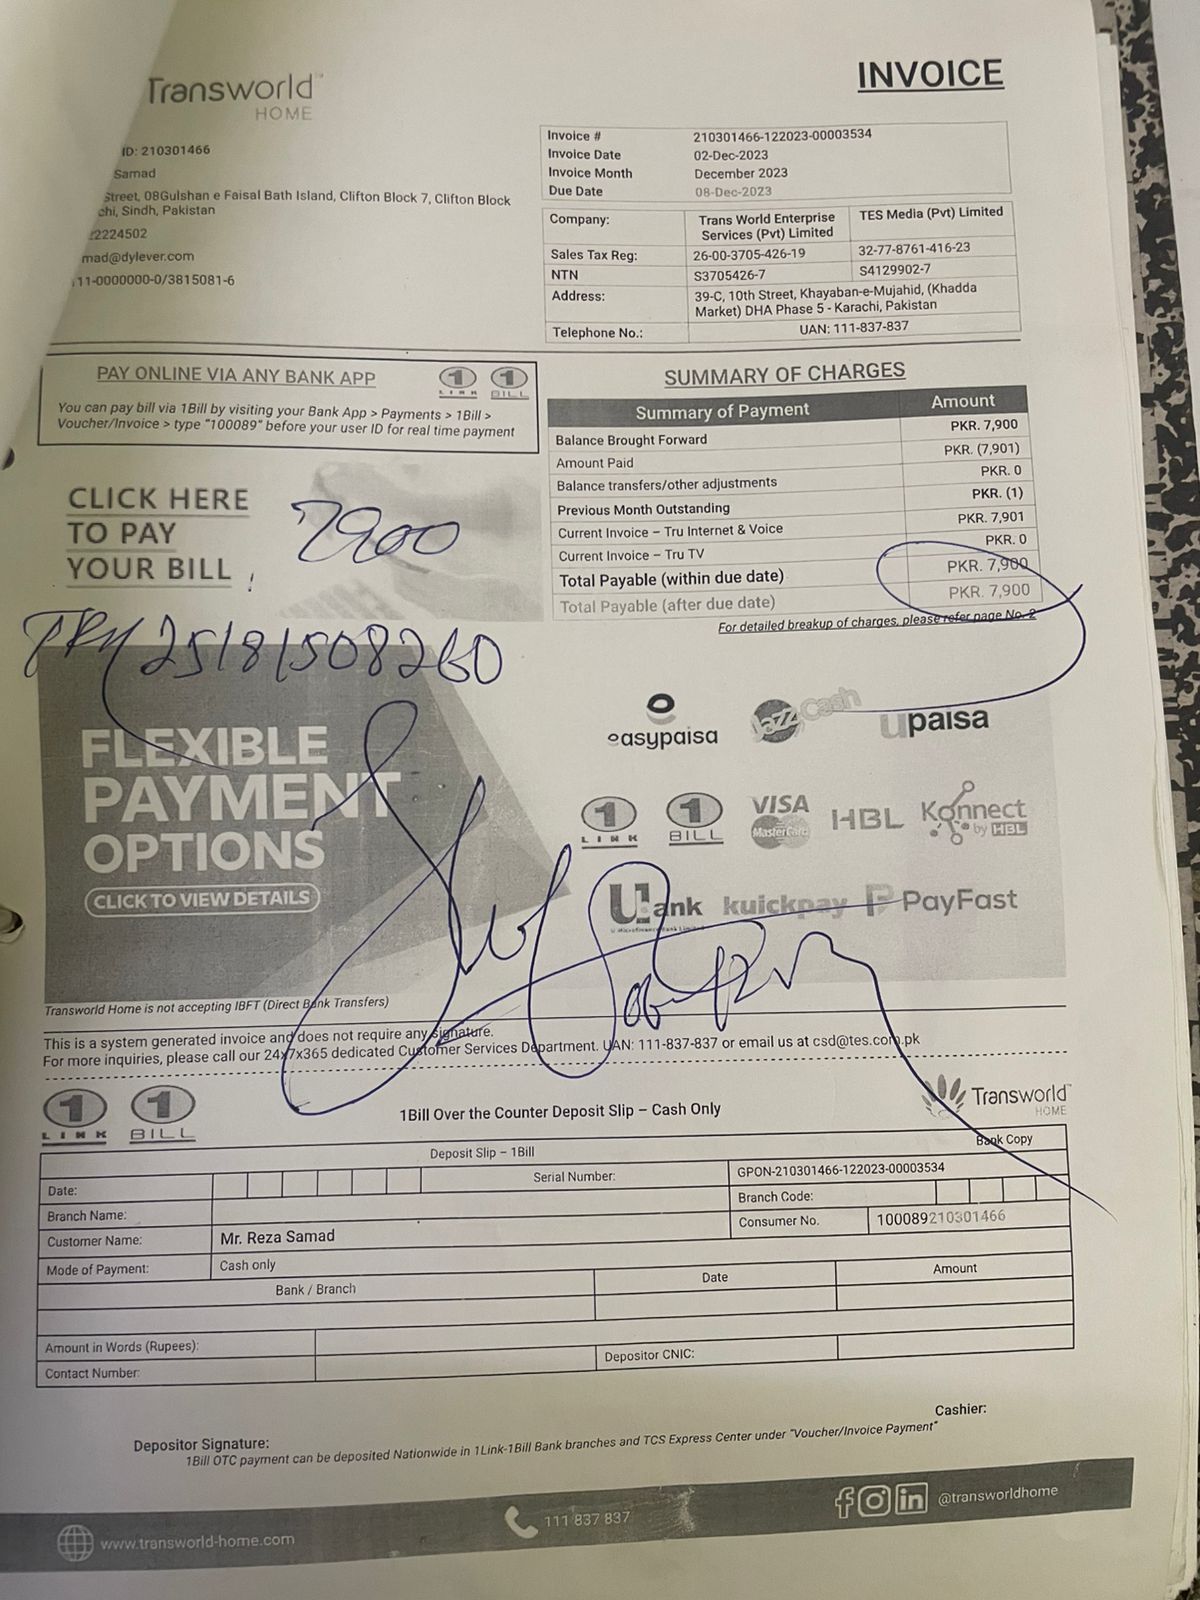 Transworld™
HOME
INVOICE
ID: 210301466
Samad
Street, 08Gulshan e Faisal Bath Island, Clifton Block 7, Clifton Block
chi, Sindh, Pakistan
2224502
mad@dylever.com
11-0000000-0/3815081-6
Invoice # 210301466-122023-00003534
Invoice Date 02-Dec-2023
Invoice Month December 2023
Due Date 08-Dec-2023
Company: Trans World Enterprise Services (Pvt) Limited TES Media (Pvt) Limited
Sales Tax Reg: 26-00-3705-426-19 32-77-8761-416-23
NTN S3705426-7 S4129902-7
Address: 39-C, 10th Street, Khayaban-e-Mujahid, (Khadda
Market) DHA Phase 5 - Karachi, Pakistan
Telephone No.: UAN: 111-837-837
PAY ONLINE VIA ANY BANK APP
1 LINK 1 BILL
You can pay bill via 1Bill by visiting your Bank App > Payments > 1Bill >
Voucher/Invoice > type "100089" before your user ID for real time payment
SUMMARY OF CHARGES
Summary of Payment Amount
Balance Brought Forward PKR. 7,900
Amount Paid PKR. (7,901)
Balance transfers/other adjustments PKR. 0
Previous Month Outstanding PKR. (1)
Current Invoice – Tru Internet & Voice PKR. 7,901
Current Invoice – Tru TV PKR. 0
Total Payable (within due date) PKR. 7,900
Total Payable (after due date) PKR. 7,900
For detailed breakup of charges, please refer page No. 2
CLICK HERE
TO PAY
YOUR BILL
7900
25181508260
FLEXIBLE
PAYMENT
OPTIONS
CLICK TO VIEW DETAILS
easypaisa JazzCash Upaisa
1 LINK 1 BILL VISA MasterCard HBL Konnect by HBL
UBank kuickpay PayFast
Transworld Home is not accepting IBFT (Direct Bank Transfers)
This is a system generated invoice and does not require any signature.
For more inquiries, please call our 24x7x365 dedicated Customer Services Department. UAN: 111-837-837 or email us at csd@tes.com.pk
1 LINK 1 BILL
1Bill Over the Counter Deposit Slip – Cash Only
Transworld™
HOME
Bank Copy
Deposit Slip – 1Bill
Date: Serial Number: GPON-210301466-122023-00003534
Branch Name: Branch Code:
Customer Name: Mr. Reza Samad Consumer No. 100089210301466
Mode of Payment: Cash only
Bank / Branch Date Amount
Amount in Words (Rupees):
Contact Number: Depositor CNIC:
Depositor Signature: Cashier:
1Bill OTC payment can be deposited Nationwide in 1Link-1Bill Bank branches and TCS Express Center under "Voucher/Invoice Payment"
www.transworld-home.com 111 837 837 @transworldhome